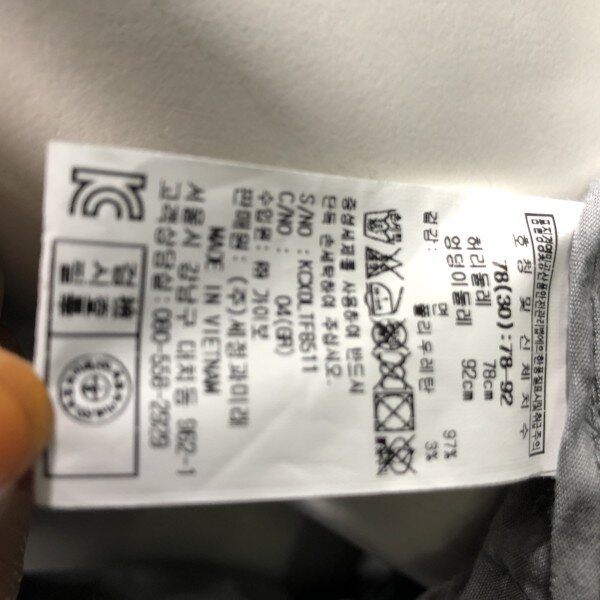 호칭 및 신체치수
78(30):78-92
허리둘레 78cm
엉덩이둘레 92cm
겉감: 면 97%
폴리우레탄 3%
중성세제를 사용하여 반드시
단독 손세탁하여 주십시오.
S/NO : KCXOLTF8511
C/NO : 04(GR)
수입원: ㈜ 가이모
판매원: (주)세정과미래
MADE IN VIETNAM
서울시 강남구 대치동 962-1
고객상담실: 080-558-2929
KC